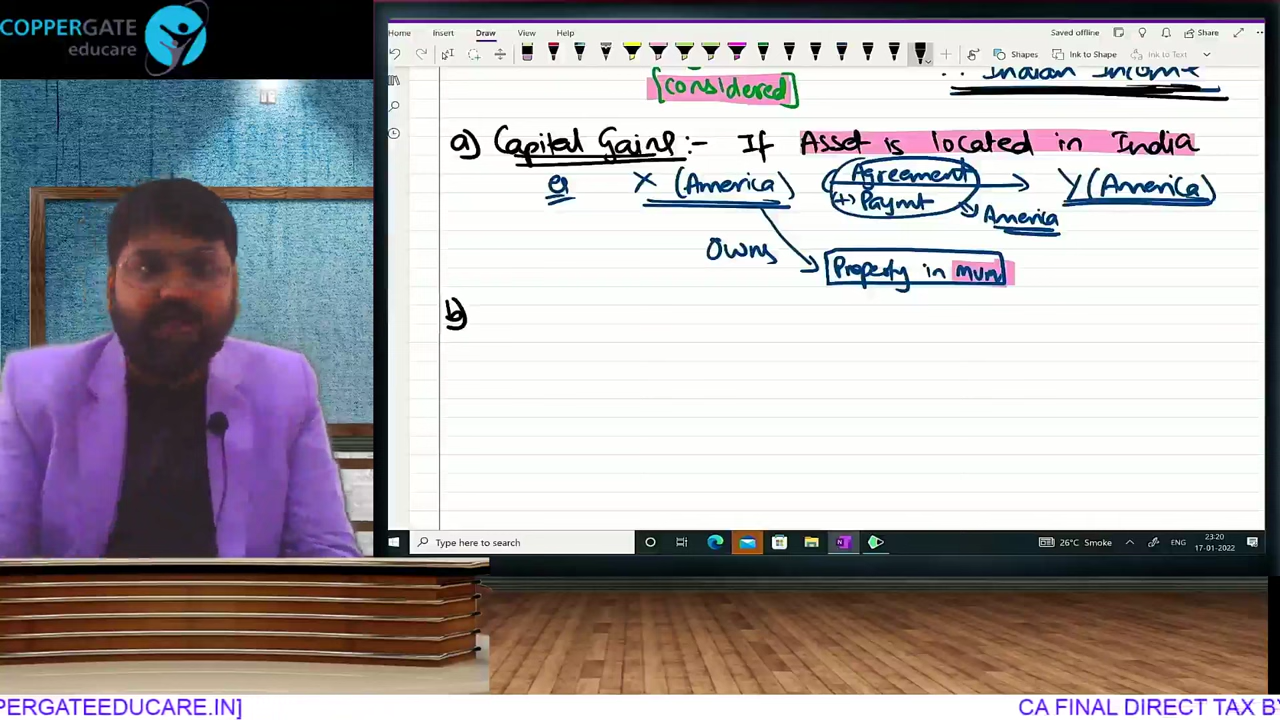 COPPERGATE
educare
Home Insert Draw View Help
Saved offline
Share
Shapes
Ink to Shape
Ink to Text
[considered]
∴ Indian Income
a) Capital Gains :- If Asset is located in India
eg X (America) Agreement Y (America)
(+) Paymt
America
Owns
Property in mum
b)
Type here to search
26°C Smoke
ENG
23:20
17-01-2022
PERGATEEDUCARE.IN]
CA FINAL DIRECT TAX BY